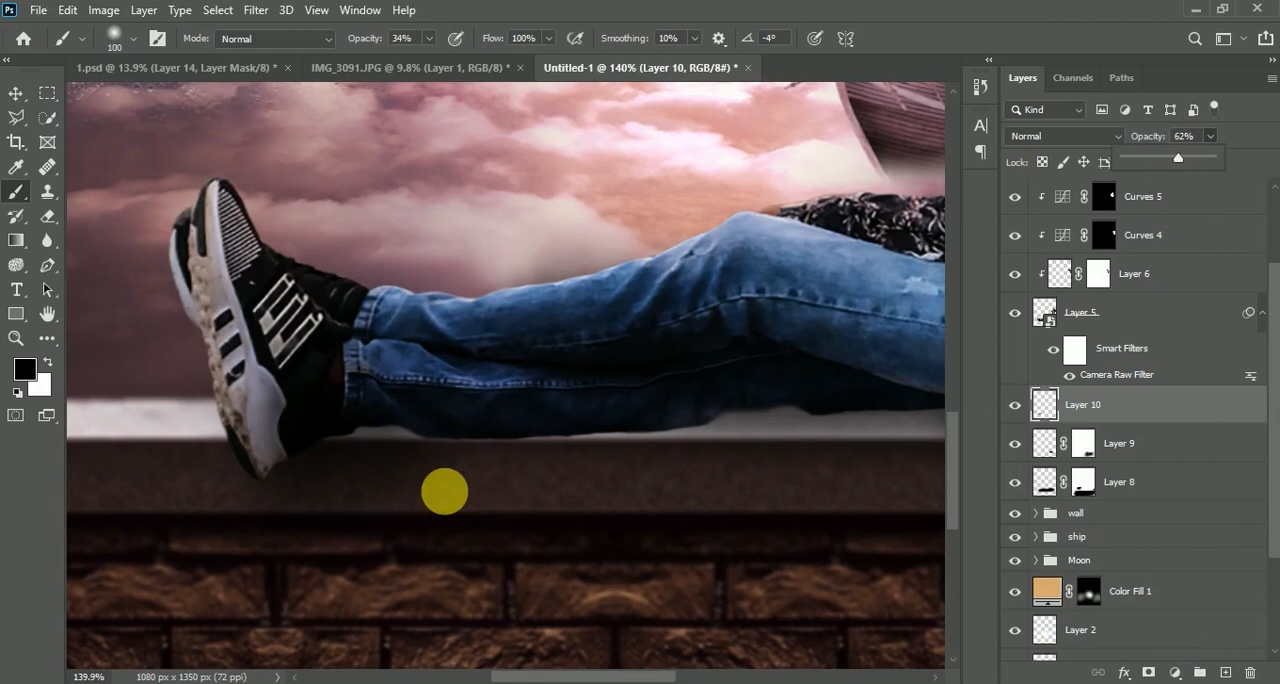 Ps File Edit Image Layer Type Select Filter 3D View Window Help
100 Mode: Normal Opacity: 34% Flow: 100% Smoothing: 10% -4°
1.psd @ 13.9% (Layer 14, Layer Mask/8) * × IMG_3091.JPG @ 9.8% (Layer 1, RGB/8) * × Untitled-1 @ 140% (Layer 10, RGB/8#) * ×
Layers Channels Paths
Kind
Normal Opacity: 62%
Lock:
Curves 5
Curves 4
Layer 6
Layer 5
Smart Filters
Camera Raw Filter
Layer 10
Layer 9
Layer 8
wall
ship
Moon
Color Fill 1
Layer 2
139.9% 1080 px x 1350 px (72 ppi)